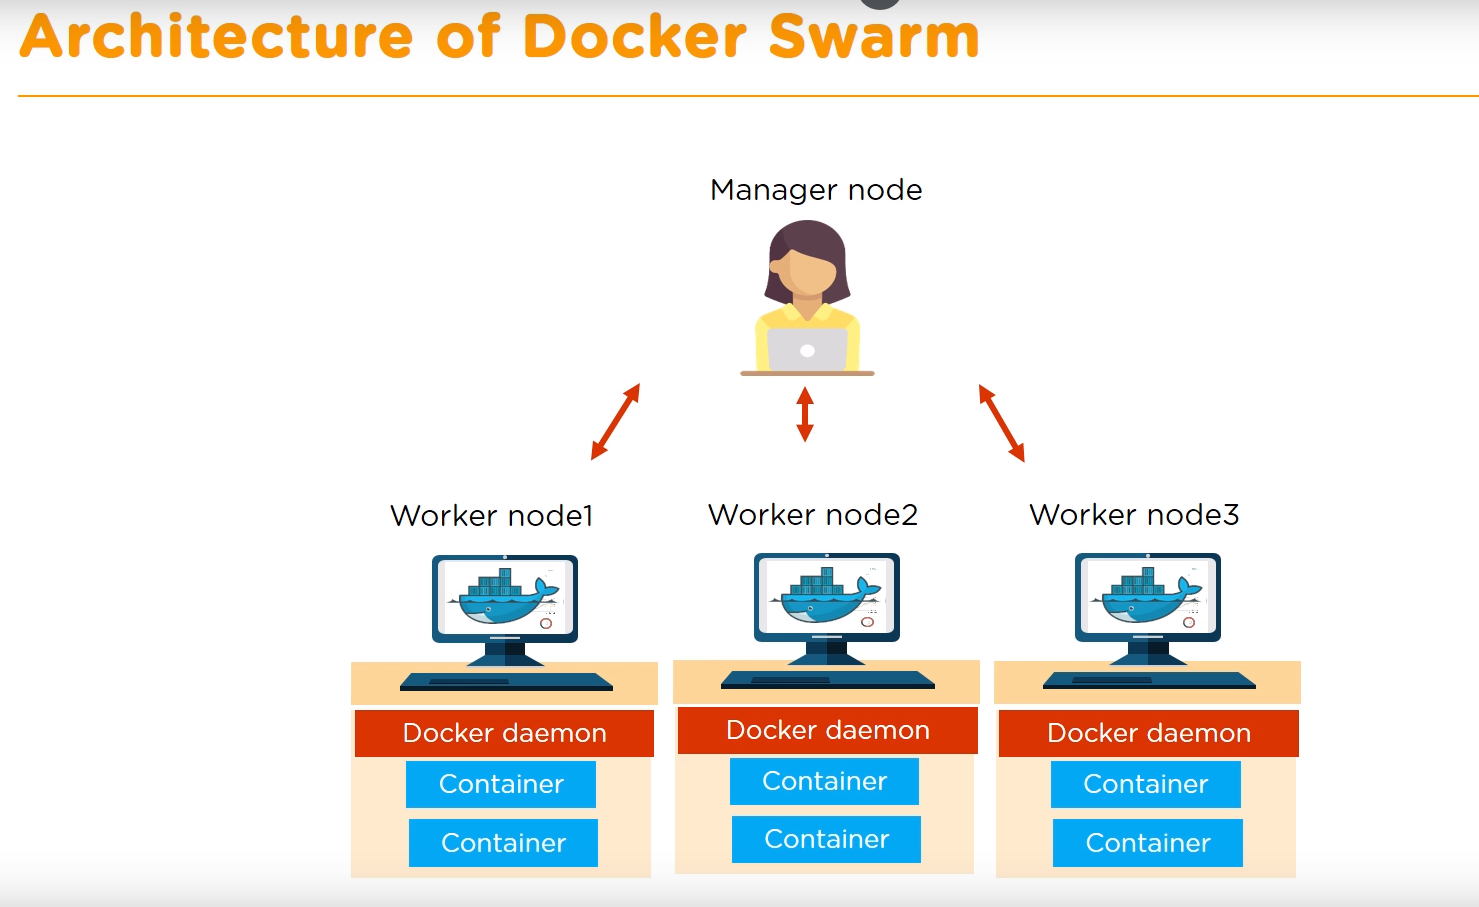 Architecture of Docker Swarm
Manager node
Worker node1
Worker node2
Worker node3
Docker daemon
Docker daemon
Docker daemon
Container
Container
Container
Container
Container
Container